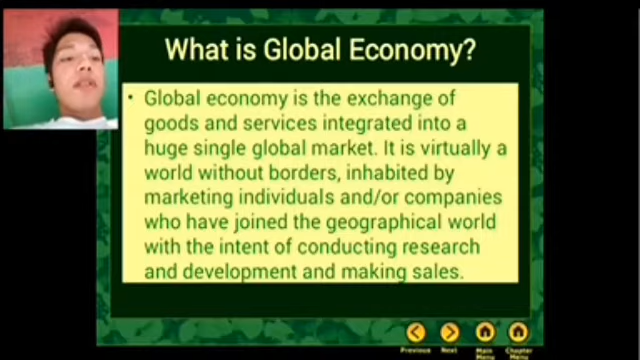 What is Global Economy?
• Global economy is the exchange of
goods and services integrated into a
huge single global market. It is virtually a
world without borders, inhabited by
marketing individuals and/or companies
who have joined the geographical world
with the intent of conducting research
and development and making sales.
Previous Next Main Menu Chapter Menu